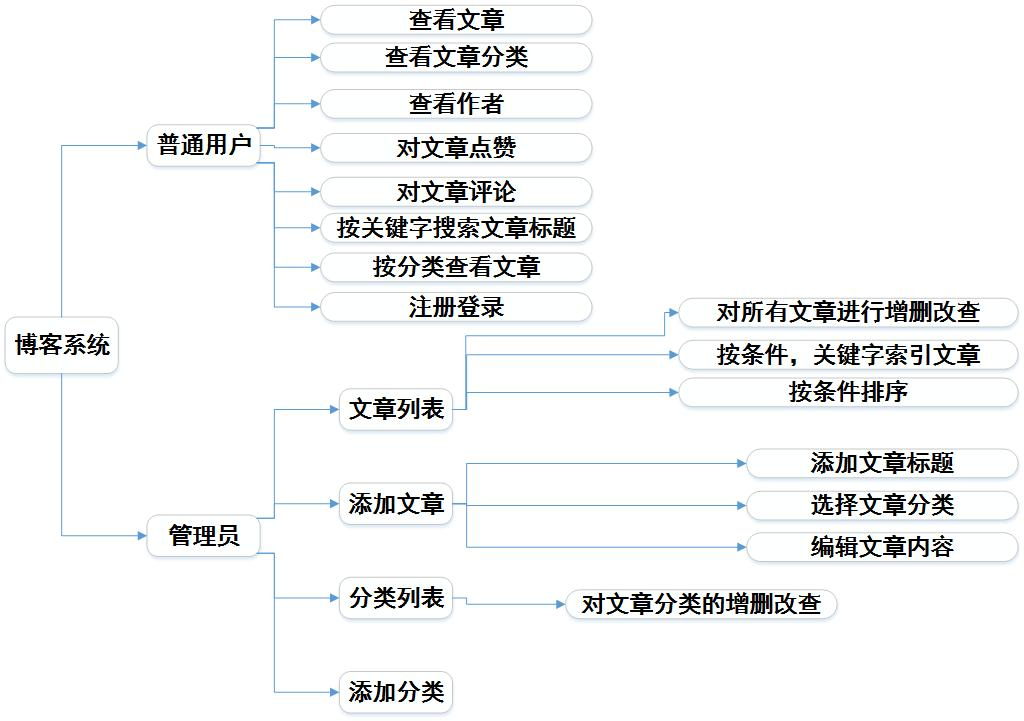 查看文章
查看文章分类
查看作者
普通用户
对文章点赞
对文章评论
按关键字搜索文章标题
按分类查看文章
注册登录
博客系统
对所有文章进行增删改查
按条件，关键字索引文章
按条件排序
文章列表
添加文章标题
添加文章
选择文章分类
编辑文章内容
管理员
分类列表
对文章分类的增删改查
添加分类